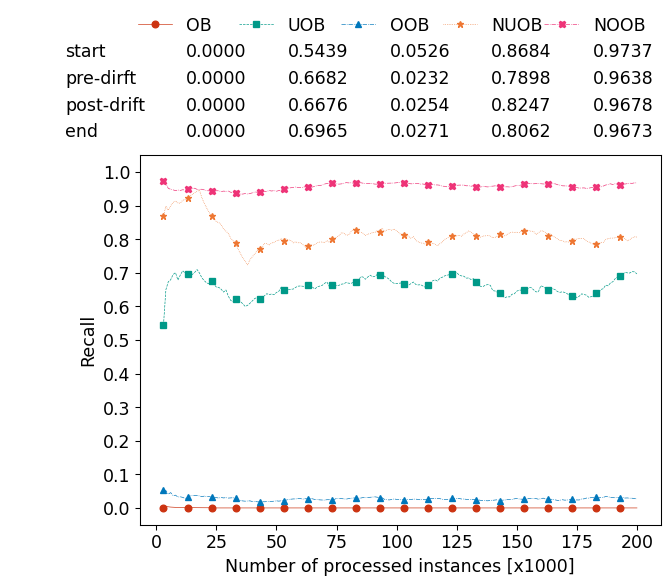 OB UOB OOB NUOB NOOB
start 0.0000 0.5439 0.0526 0.8684 0.9737
pre-dirft 0.0000 0.6682 0.0232 0.7898 0.9638
post-drift 0.0000 0.6676 0.0254 0.8247 0.9678
end 0.0000 0.6965 0.0271 0.8062 0.9673
1.0
0.9
0.8
0.7
0.6
0.5
0.4
0.3
0.2
0.1
0.0
Recall
0 25 50 75 100 125 150 175 200
Number of processed instances [x1000]